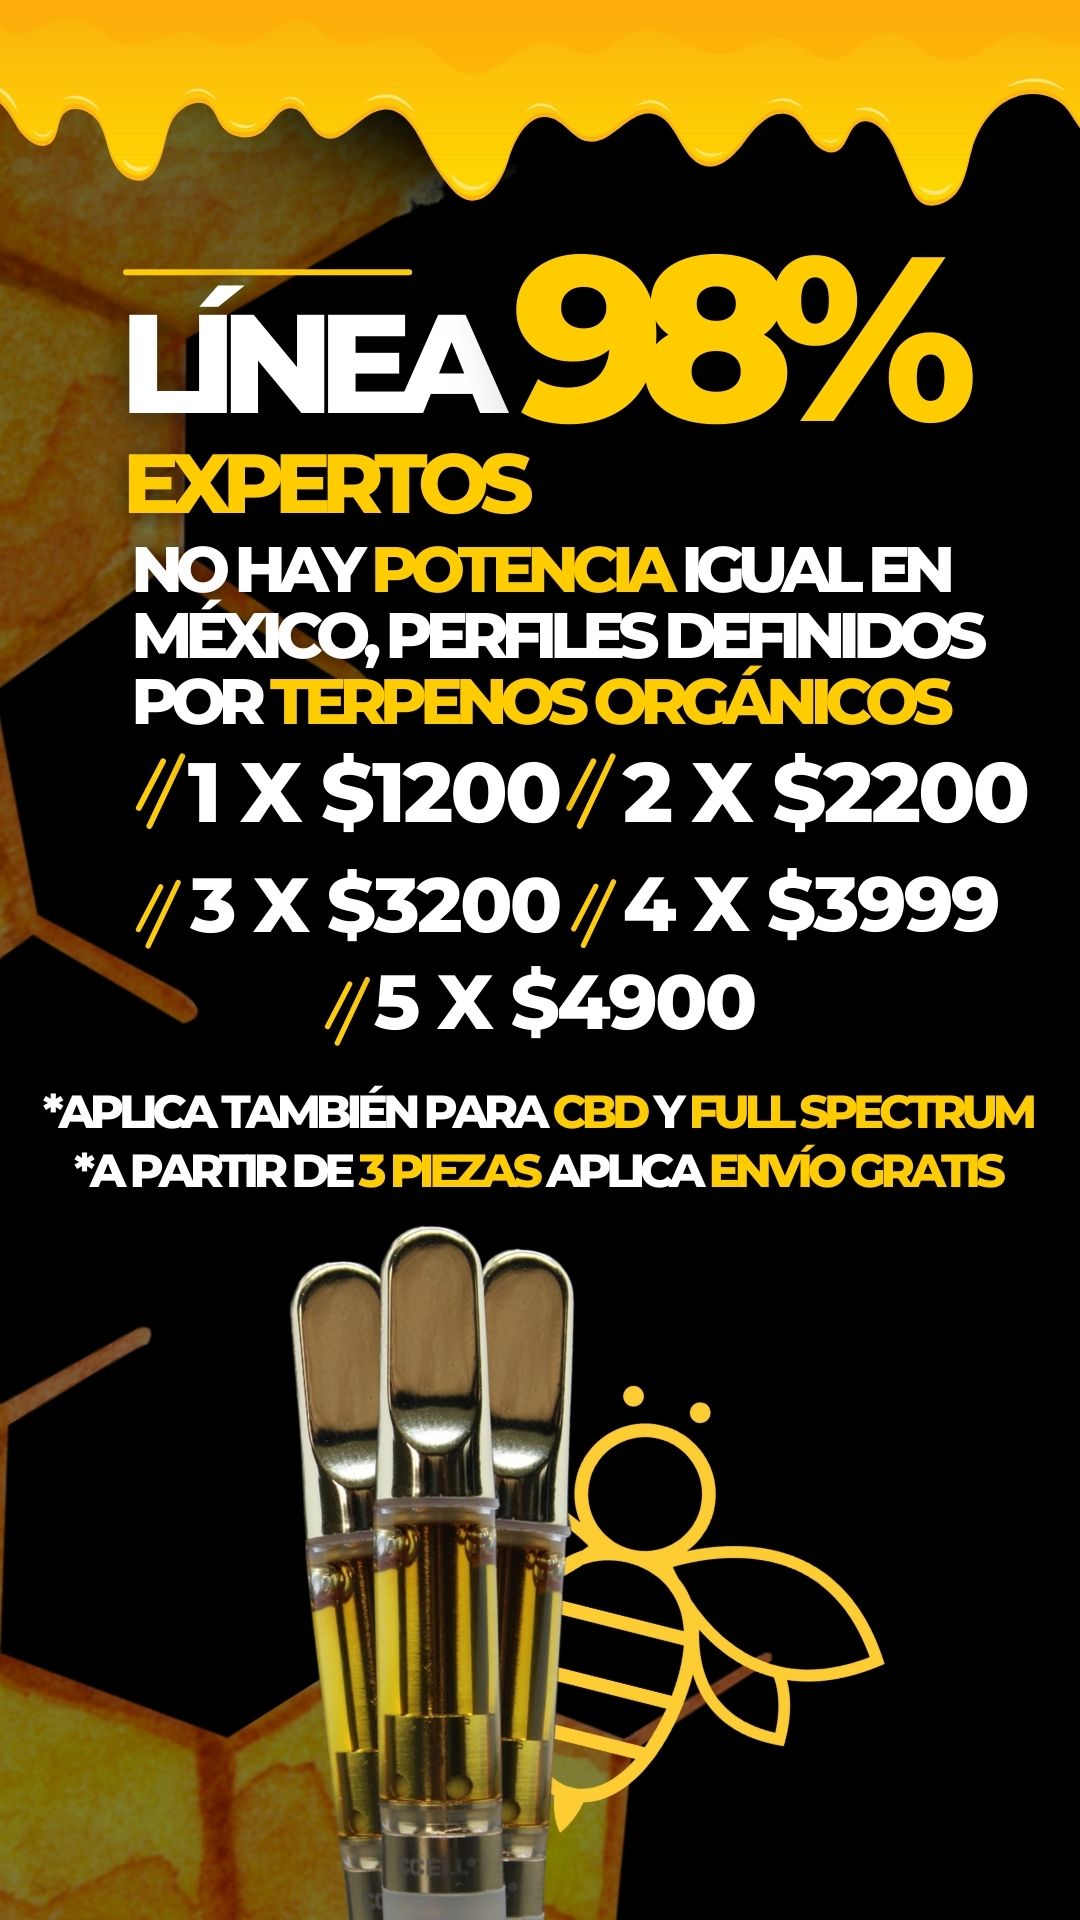 LÍNEA 98%
EXPERTOS
NO HAY POTENCIA IGUAL EN
MÉXICO, PERFILES DEFINIDOS
POR TERPENOS ORGÁNICOS
// 1 X $1200 // 2 X $2200
// 3 X $3200 // 4 X $3999
// 5 X $4900
*APLICA TAMBIÉN PARA CBD Y FULL SPECTRUM
*A PARTIR DE 3 PIEZAS APLICA ENVÍO GRATIS
CCELL®